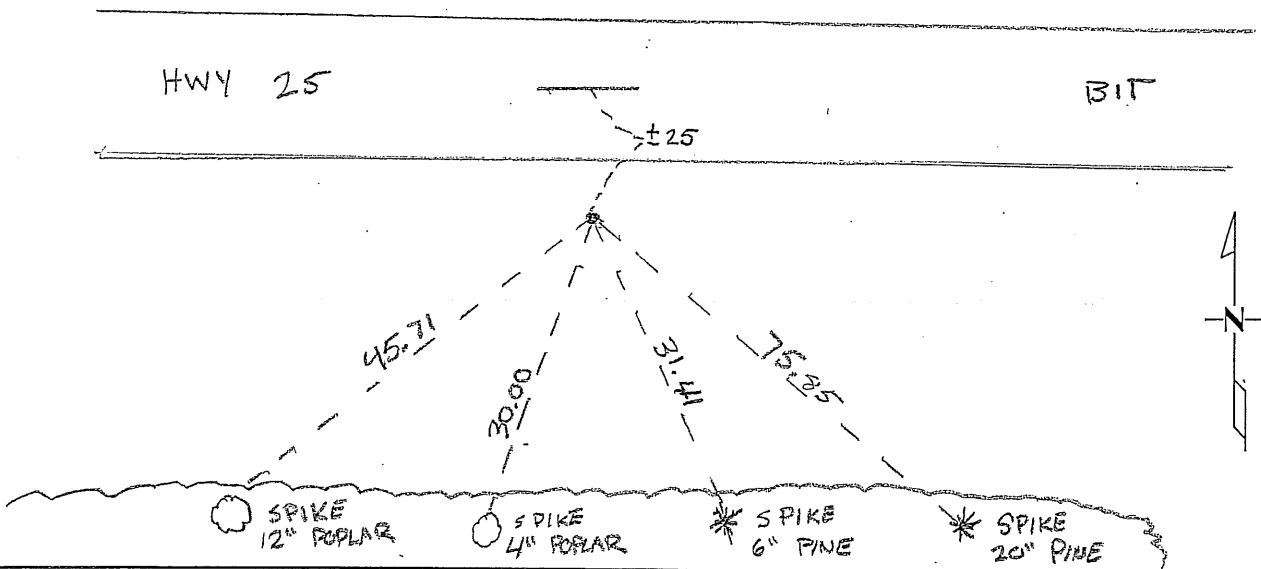 HWY 25
BIT
±25
45.71
30.00
31.41
75.85
N
SPIKE
12" POPLAR
SPIKE
4" POPLAR
SPIKE
6" PINE
SPIKE
20" PINE